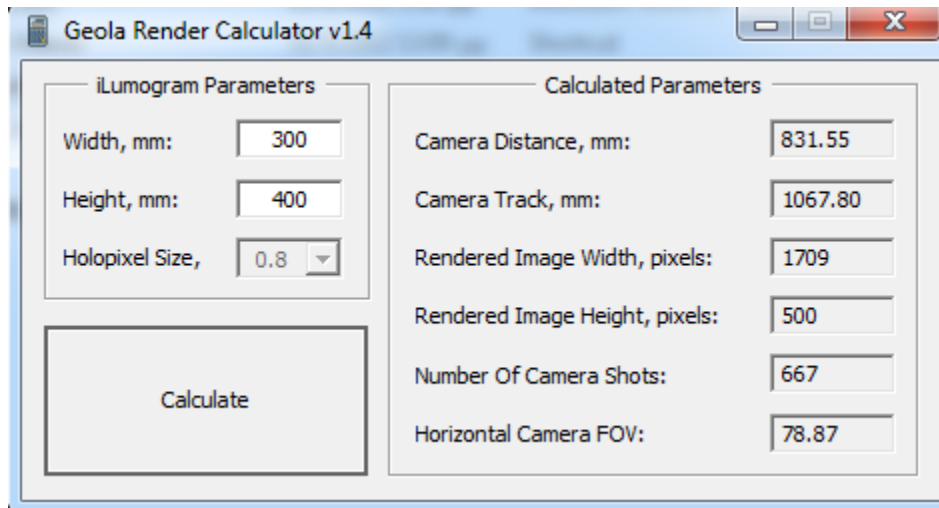 Geola Render Calculator v1.4
iLumogram Parameters
Width, mm: 300
Height, mm: 400
Holopixel Size, 0.8
Calculate
Calculated Parameters
Camera Distance, mm: 831.55
Camera Track, mm: 1067.80
Rendered Image Width, pixels: 1709
Rendered Image Height, pixels: 500
Number Of Camera Shots: 667
Horizontal Camera FOV: 78.87